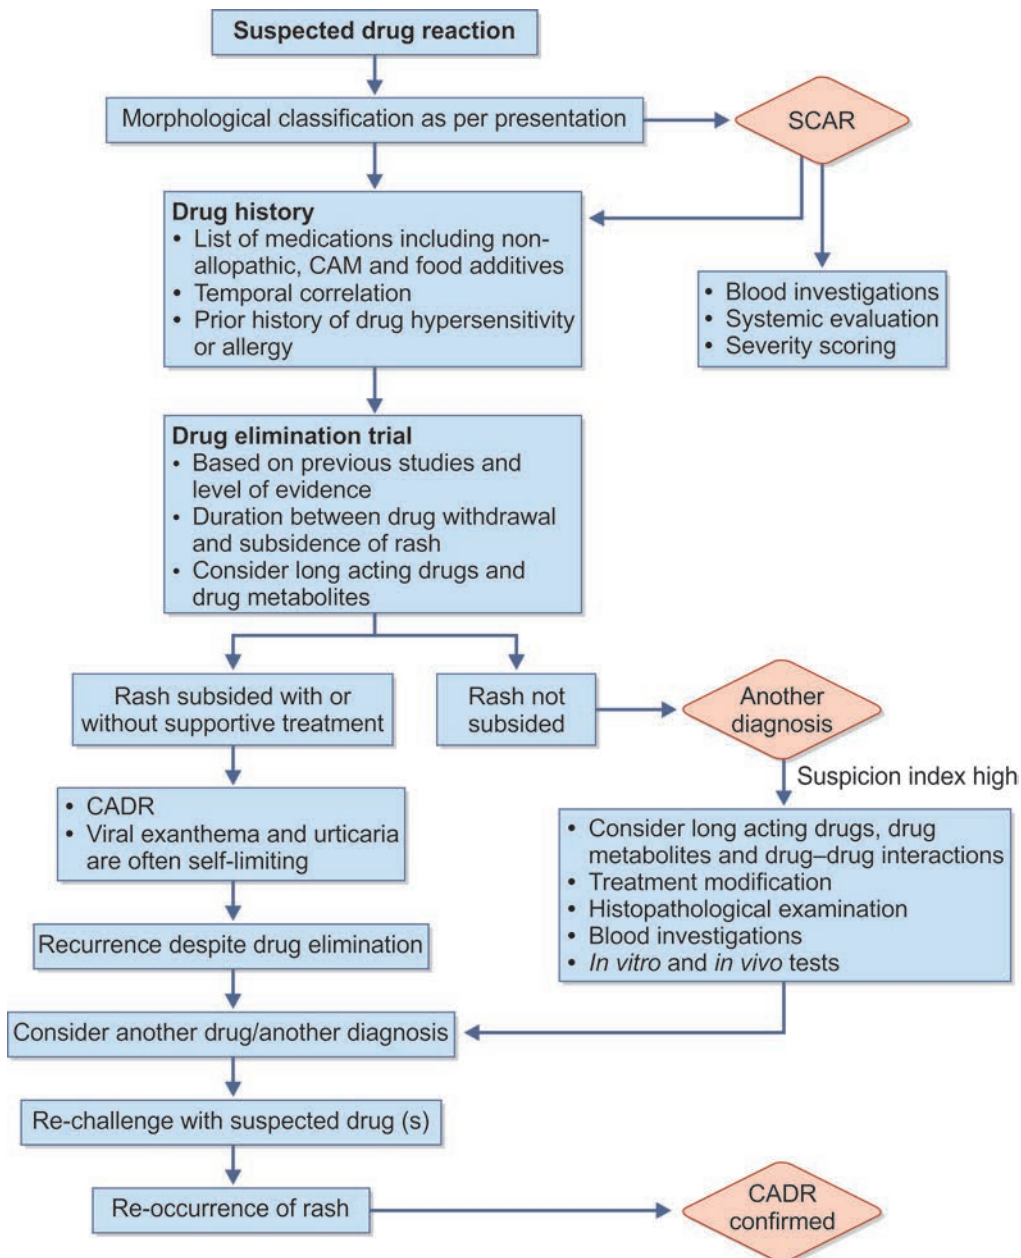 Suspected drug reaction
Morphological classification as per presentation
SCAR
Drug history
• List of medications including non-
allopathic, CAM and food additives
• Temporal correlation
• Prior history of drug hypersensitivity
or allergy
• Blood investigations
• Systemic evaluation
• Severity scoring
Drug elimination trial
• Based on previous studies and
level of evidence
• Duration between drug withdrawal
and subsidence of rash
• Consider long acting drugs and
drug metabolites
Rash subsided with or
without supportive treatment
Rash not
subsided
Another
diagnosis
Suspicion index high
• CADR
• Viral exanthema and urticaria
are often self-limiting
• Consider long acting drugs, drug
metabolites and drug–drug interactions
• Treatment modification
• Histopathological examination
• Blood investigations
• In vitro and in vivo tests
Recurrence despite drug elimination
Consider another drug/another diagnosis
Re-challenge with suspected drug (s)
Re-occurrence of rash
CADR
confirmed